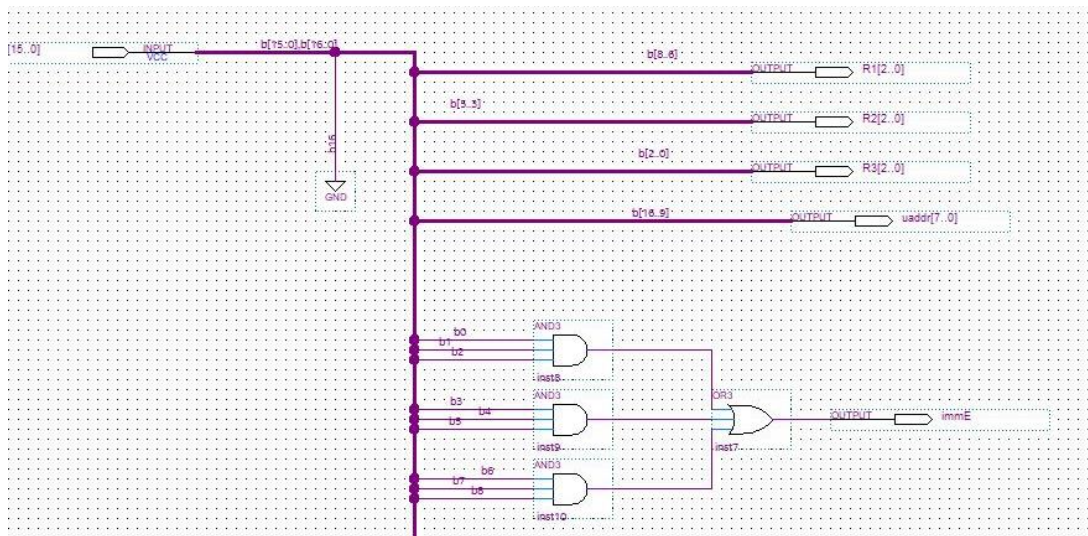 [15..0]
INPUT
VCC
b[15:0],b[16:0]
b16
GND
b[8..6]
OUTPUT
R1[2..0]
b[5..3]
OUTPUT
R2[2..0]
b[2..0]
OUTPUT
R3[2..0]
b[16..9]
OUTPUT
uaddr[7..0]
b0
b1
b2
AND3
inst8
b3
b4
b5
AND3
inst9
b6
b7
b8
AND3
inst10
OR3
inst7
OUTPUT
immE